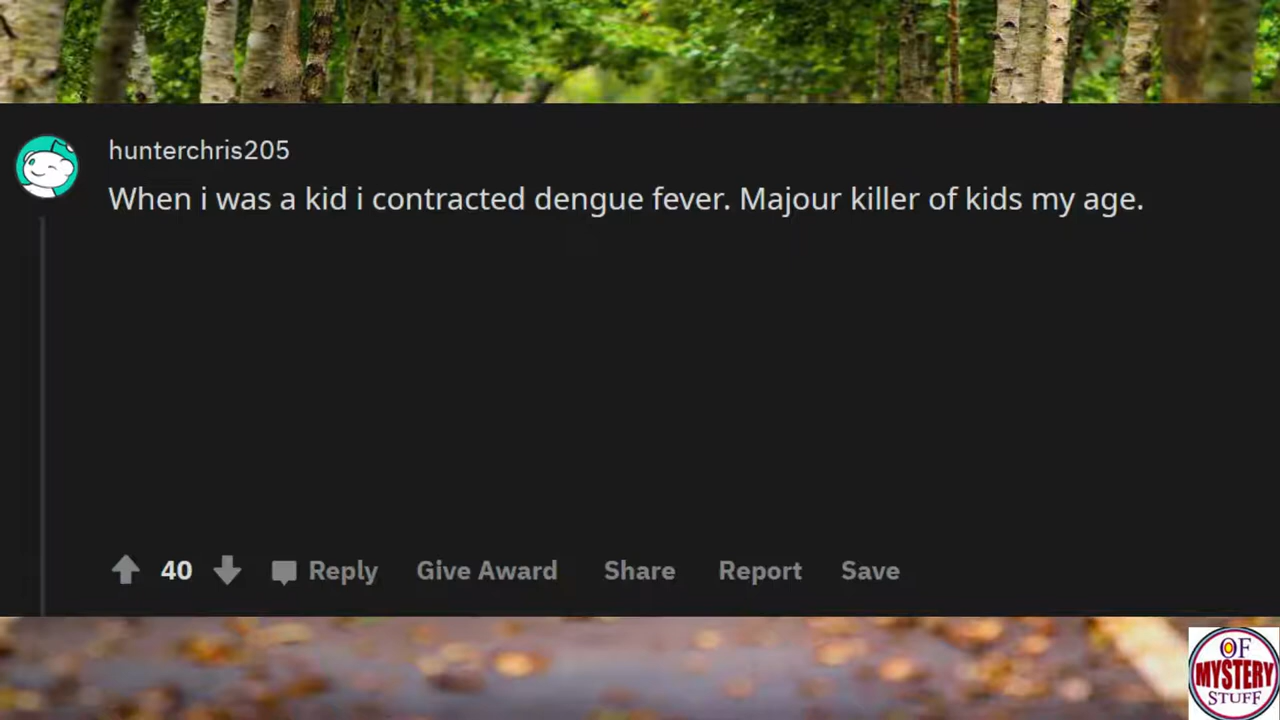 hunterchris205
When i was a kid i contracted dengue fever. Majour killer of kids my age.
40 Reply Give Award Share Report Save
OF
MYSTERY
STUFF